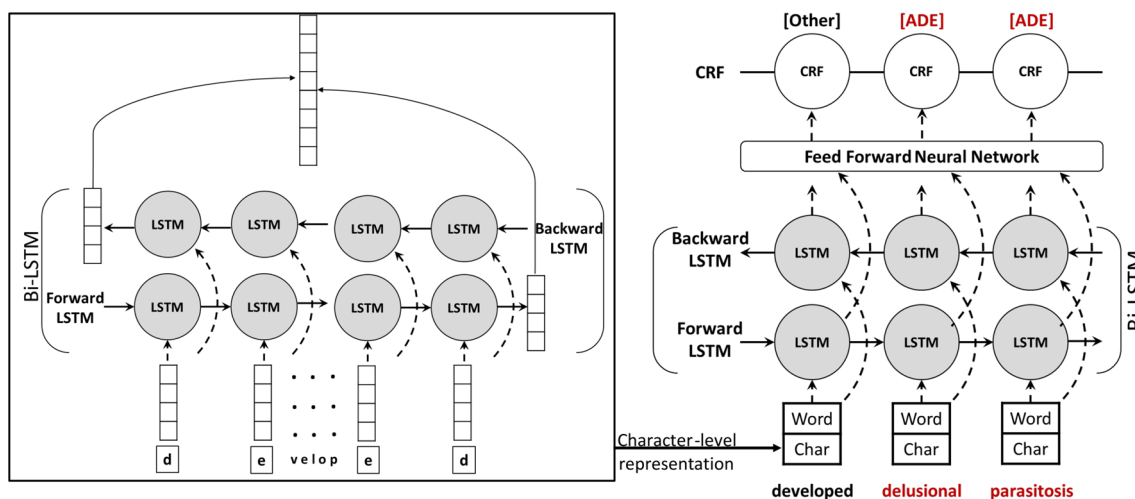 Bi-LSTM
LSTM LSTM LSTM LSTM
Backward
LSTM
Forward
LSTM
LSTM LSTM LSTM LSTM
d e v e l o p e d
[Other] [ADE] [ADE]
CRF CRF CRF CRF
Feed Forward Neural Network
Backward
LSTM
LSTM LSTM LSTM
Forward
LSTM
LSTM LSTM LSTM
Bi-LSTM
Word Word Word
Char Char Char
Character-level
representation
developed delusional parasitosis